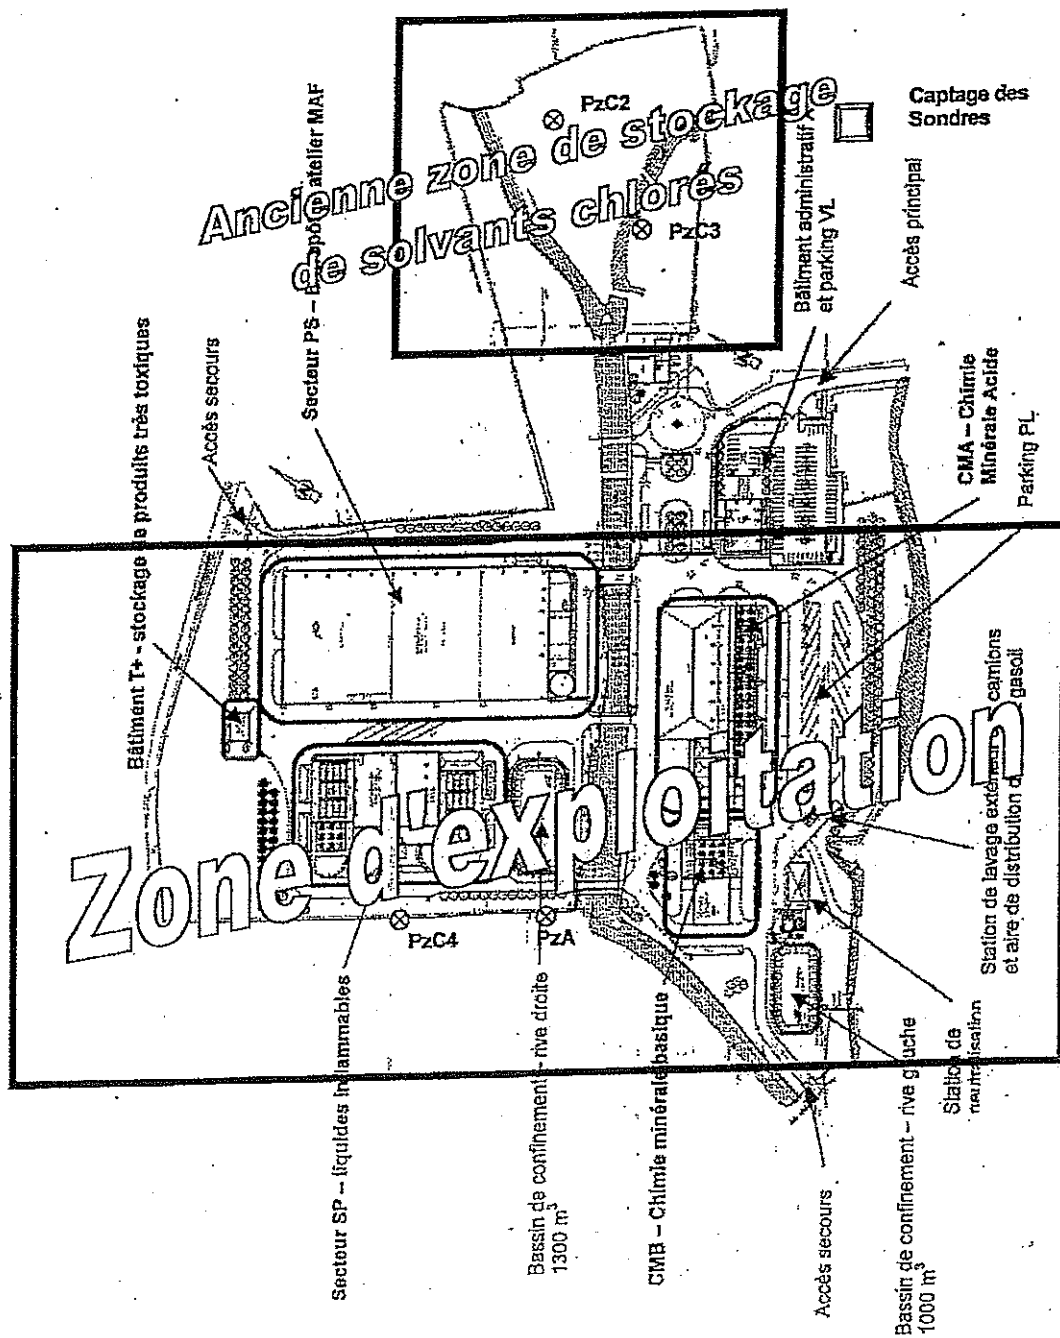 Ancienne zone de stockage
de solvants chlorés
PzC2
PzC3
Captage des
Sondres
Bâtiment administratif
et parking VL
Accès principal
Secteur PS – atelier MAF
Accès secours
Bâtiment T+ - stockage de produits très toxiques
CMA – Chimie
Minérale Acide
Parking PL
Zone d'exploitation
PzC4
PzA
Station de lavage extérieur camions
et aire de distribution gasoil
Station de
neutralisation
Secteur SP – liquides inflammables
Bassin de confinement – rive droite
1300 m³
CMB – Chimie minérale basique
Accès secours
Bassin de confinement – rive gauche
1000 m³